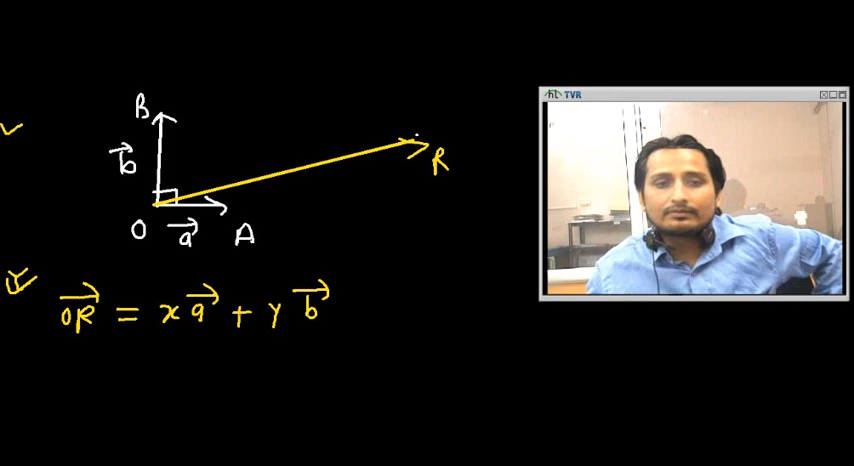 TVR
B
b
R
O a A
OR = x a + y b